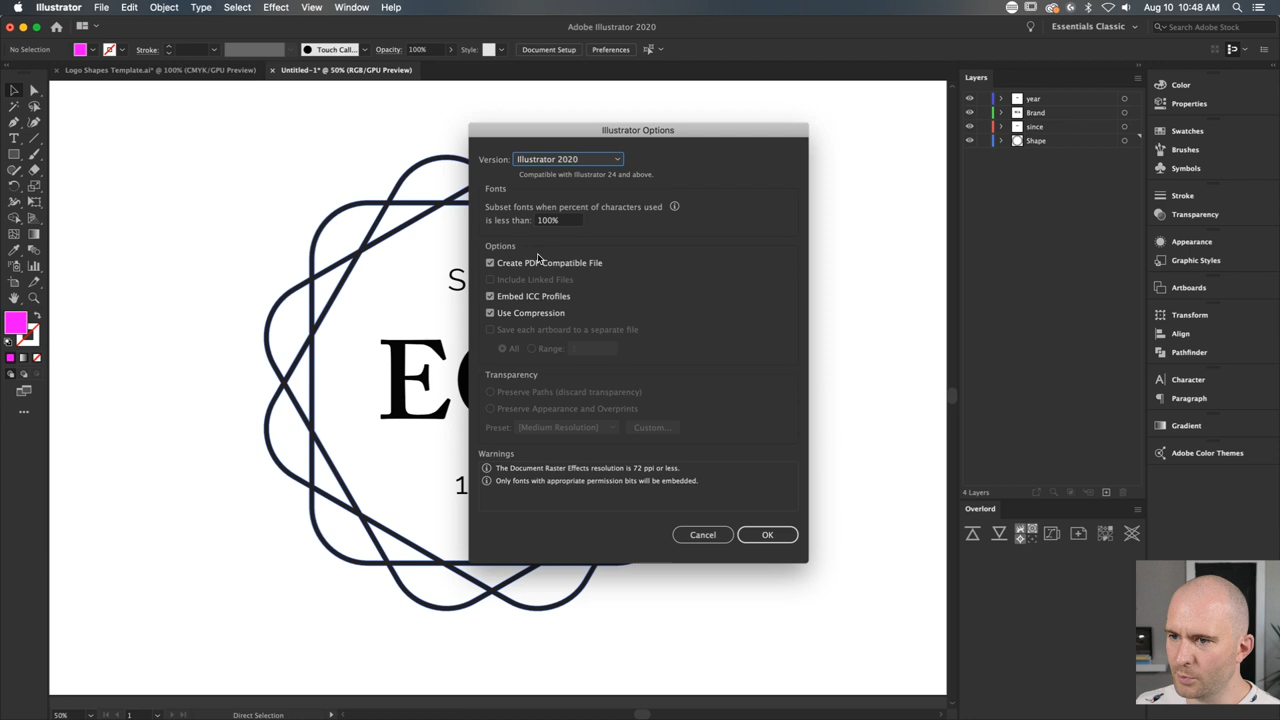 Illustrator File Edit Object Type Select Effect View Window Help Mon 10:48 AM
Adobe Illustrator 2020 Essentials Classic Search Adobe Stock
No Selection Stroke: Touch Call... Opacity: 100% Style: Document Setup Preferences
Logo Shapes Template.ai* @ 100% (CMYK/GPU Preview) Untitled-1* @ 50% (RGB/GPU Preview)
Layers
year
Brand
since
Shape
4 Layers
Overlord
Color
Properties
Swatches
Brushes
Symbols
Stroke
Transparency
Appearance
Graphic Styles
Artboards
Transform
Align
Pathfinder
Character
Paragraph
Gradient
Adobe Color Themes
Illustrator Options
Version: Illustrator 2020
Compatible with Illustrator 24 and above.
Fonts
Subset fonts when percent of characters used
is less than: 100%
Options
Create PDF Compatible File
Include Linked Files
Embed ICC Profiles
Use Compression
Save each artboard to a separate file
All Range: 1
Transparency
Preserve Paths (discard transparency)
Preserve Appearance and Overprints
Preset: [Medium Resolution] Custom...
Warnings
The Document Raster Effects resolution is 72 ppi or less.
Only fonts with appropriate permission bits will be embedded.
Cancel OK
S
E
1
50% 1 Direct Selection